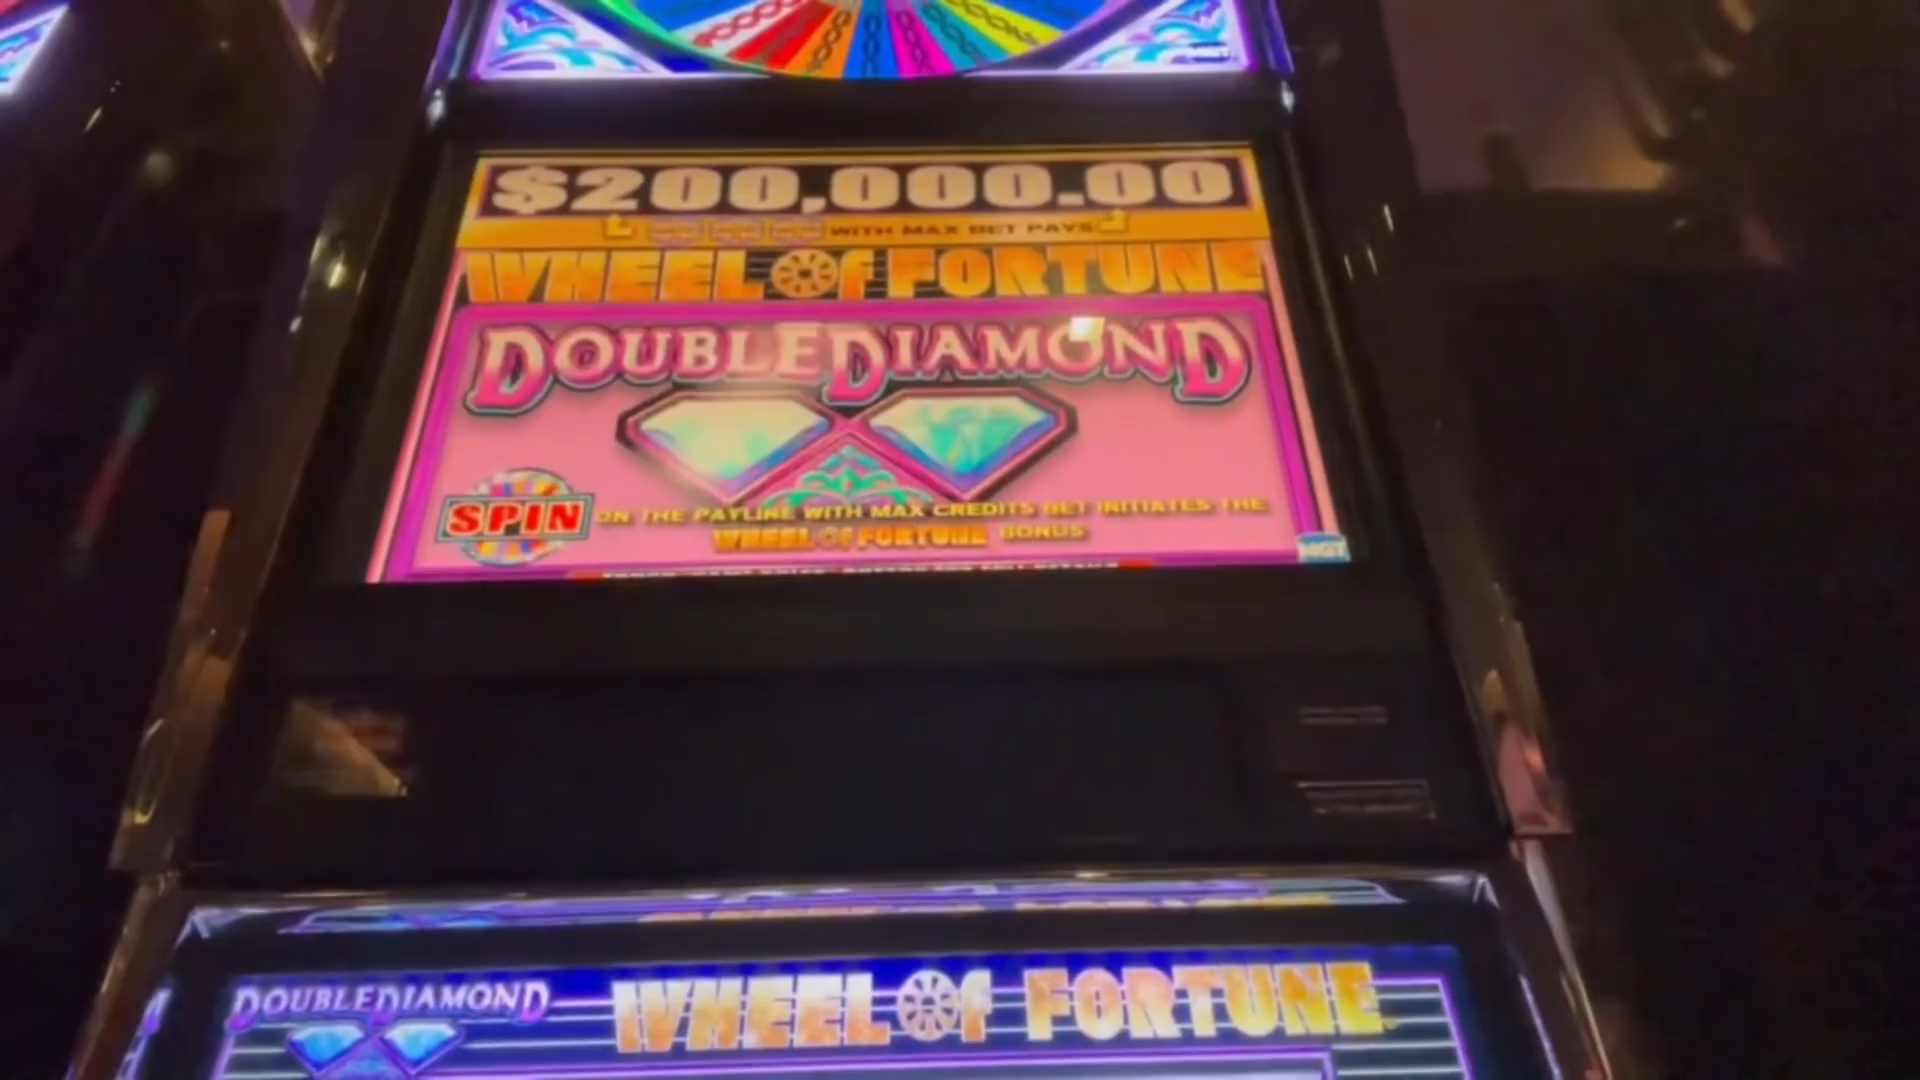 $200,000.00
WITH MAX BET PAYS
WHEEL OF FORTUNE
DOUBLE DIAMOND
SPIN ON THE PAYLINE WITH MAX CREDITS BET INITIATES THE
WHEEL OF FORTUNE BONUS
DOUBLE DIAMOND WHEEL OF FORTUNE